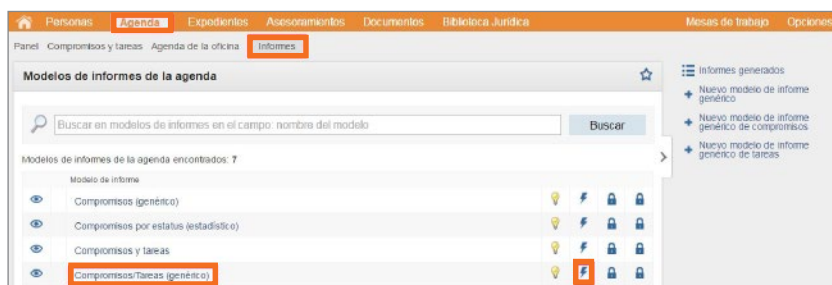 Personas Agenda Expedientes Asesoramientos Documentos Biblioteca Jurídica Mesas de trabajo Opciones
Panel Compromisos y tareas Agenda de la oficina Informes
Modelos de informes de la agenda
Buscar en modelos de informes en el campo: nombre del modelo Buscar
Modelos de informes de la agenda encontrados: 7
Modelo de informe
Compromisos (genérico)
Compromisos por estatus (estadístico)
Compromisos y tareas
Compromisos/Tareas (genérico)
Informes generados
Nuevo modelo de informe
genérico
Nuevo modelo de informe
genérico de compromisos
Nuevo modelo de informe
genérico de tareas